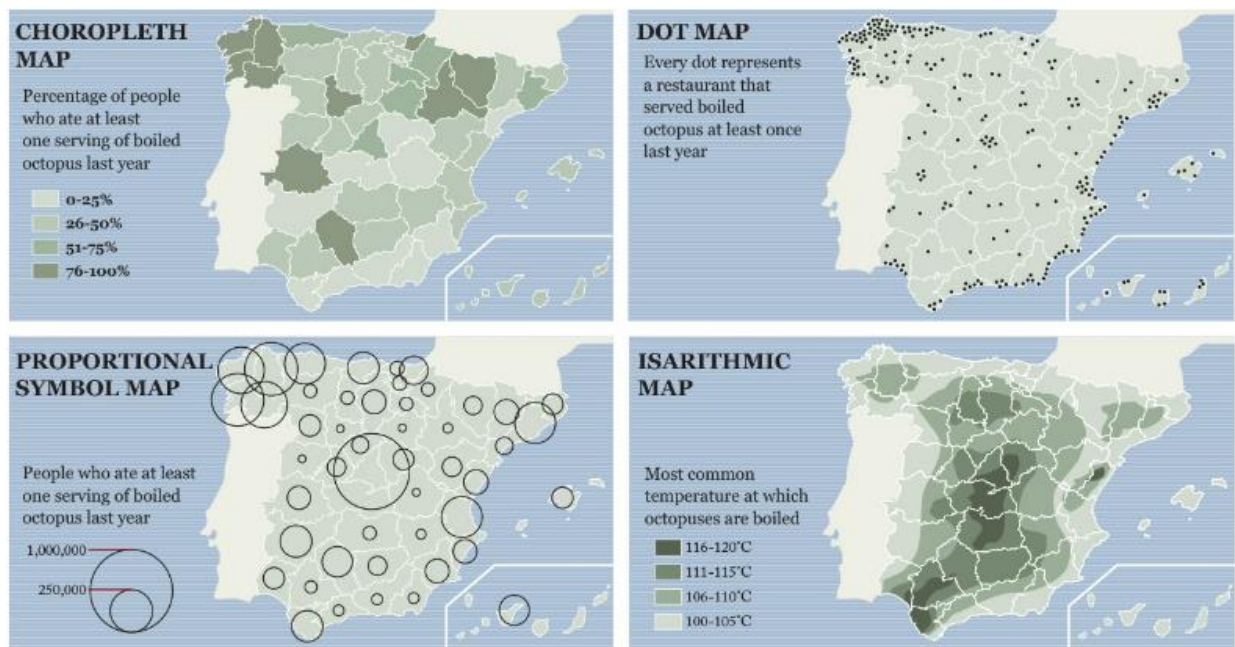 CHOROPLETH
MAP
Percentage of people
who ate at least
one serving of boiled
octopus last year
0-25%
26-50%
51-75%
76-100%
DOT MAP
Every dot represents
a restaurant that
served boiled
octopus at least once
last year
PROPORTIONAL
SYMBOL MAP
People who ate at least
one serving of boiled
octopus last year
1,000,000
250,000
ISARITHMIC
MAP
Most common
temperature at which
octopuses are boiled
116-120°C
111-115°C
106-110°C
100-105°C